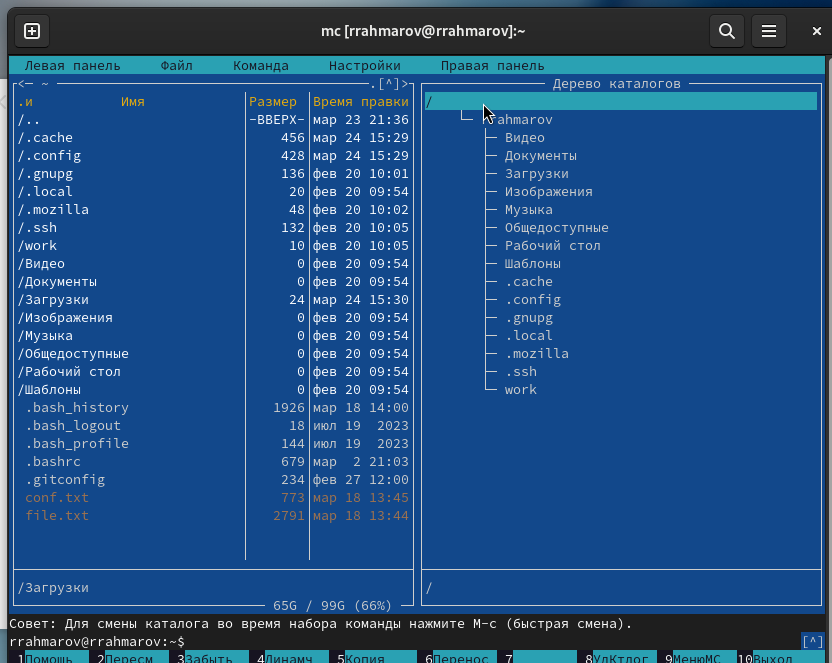 mc [rrahmarov@rrahmarov]:~
Левая панель Файл Команда Настройки Правая панель
<─ ~ .[^]> Дерево каталогов
.и Имя Размер Время правки /
/.. -ВВЕРХ- мар 23 21:36 ahmarov
/.cache 456 мар 24 15:29 Видео
/.config 428 мар 24 15:29 Документы
/.gnupg 136 фев 20 10:01 Загрузки
/.local 20 фев 20 09:54 Изображения
/.mozilla 48 фев 20 10:02 Музыка
/.ssh 132 фев 20 10:05 Общедоступные
/work 10 фев 20 10:05 Рабочий стол
/Видео 0 фев 20 09:54 Шаблоны
/Документы 0 фев 20 09:54 .cache
/Загрузки 24 мар 24 15:30 .config
/Изображения 0 фев 20 09:54 .gnupg
/Музыка 0 фев 20 09:54 .local
/Общедоступные 0 фев 20 09:54 .mozilla
/Рабочий стол 0 фев 20 09:54 .ssh
/Шаблоны 0 фев 20 09:54 work
.bash_history 1926 мар 18 14:00
.bash_logout 18 июл 19 2023
.bash_profile 144 июл 19 2023
.bashrc 679 мар 2 21:03
.gitconfig 234 фев 27 12:00
conf.txt 773 мар 18 13:45
file.txt 2791 мар 18 13:44
/Загрузки /
65G / 99G (66%)
Совет: Для смены каталога во время набора команды нажмите M-c (быстрая смена).
rrahmarov@rrahmarov:~$ [^]
1Помощь 2Пересм 3Забыть 4Динамч 5Копия 6Перенос 7 8УдКтлог 9МенюMC 10Выход